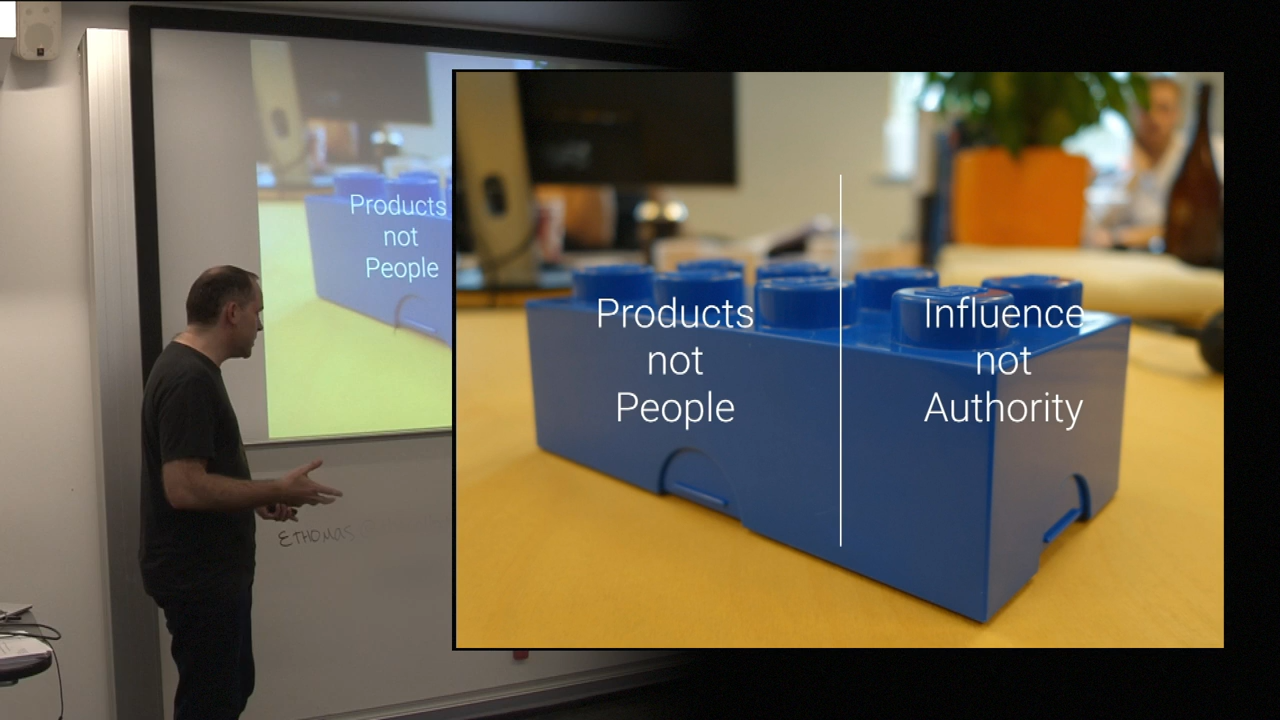 Products
not
People
ETHOMAS
Products
not
People
Influence
not
Authority